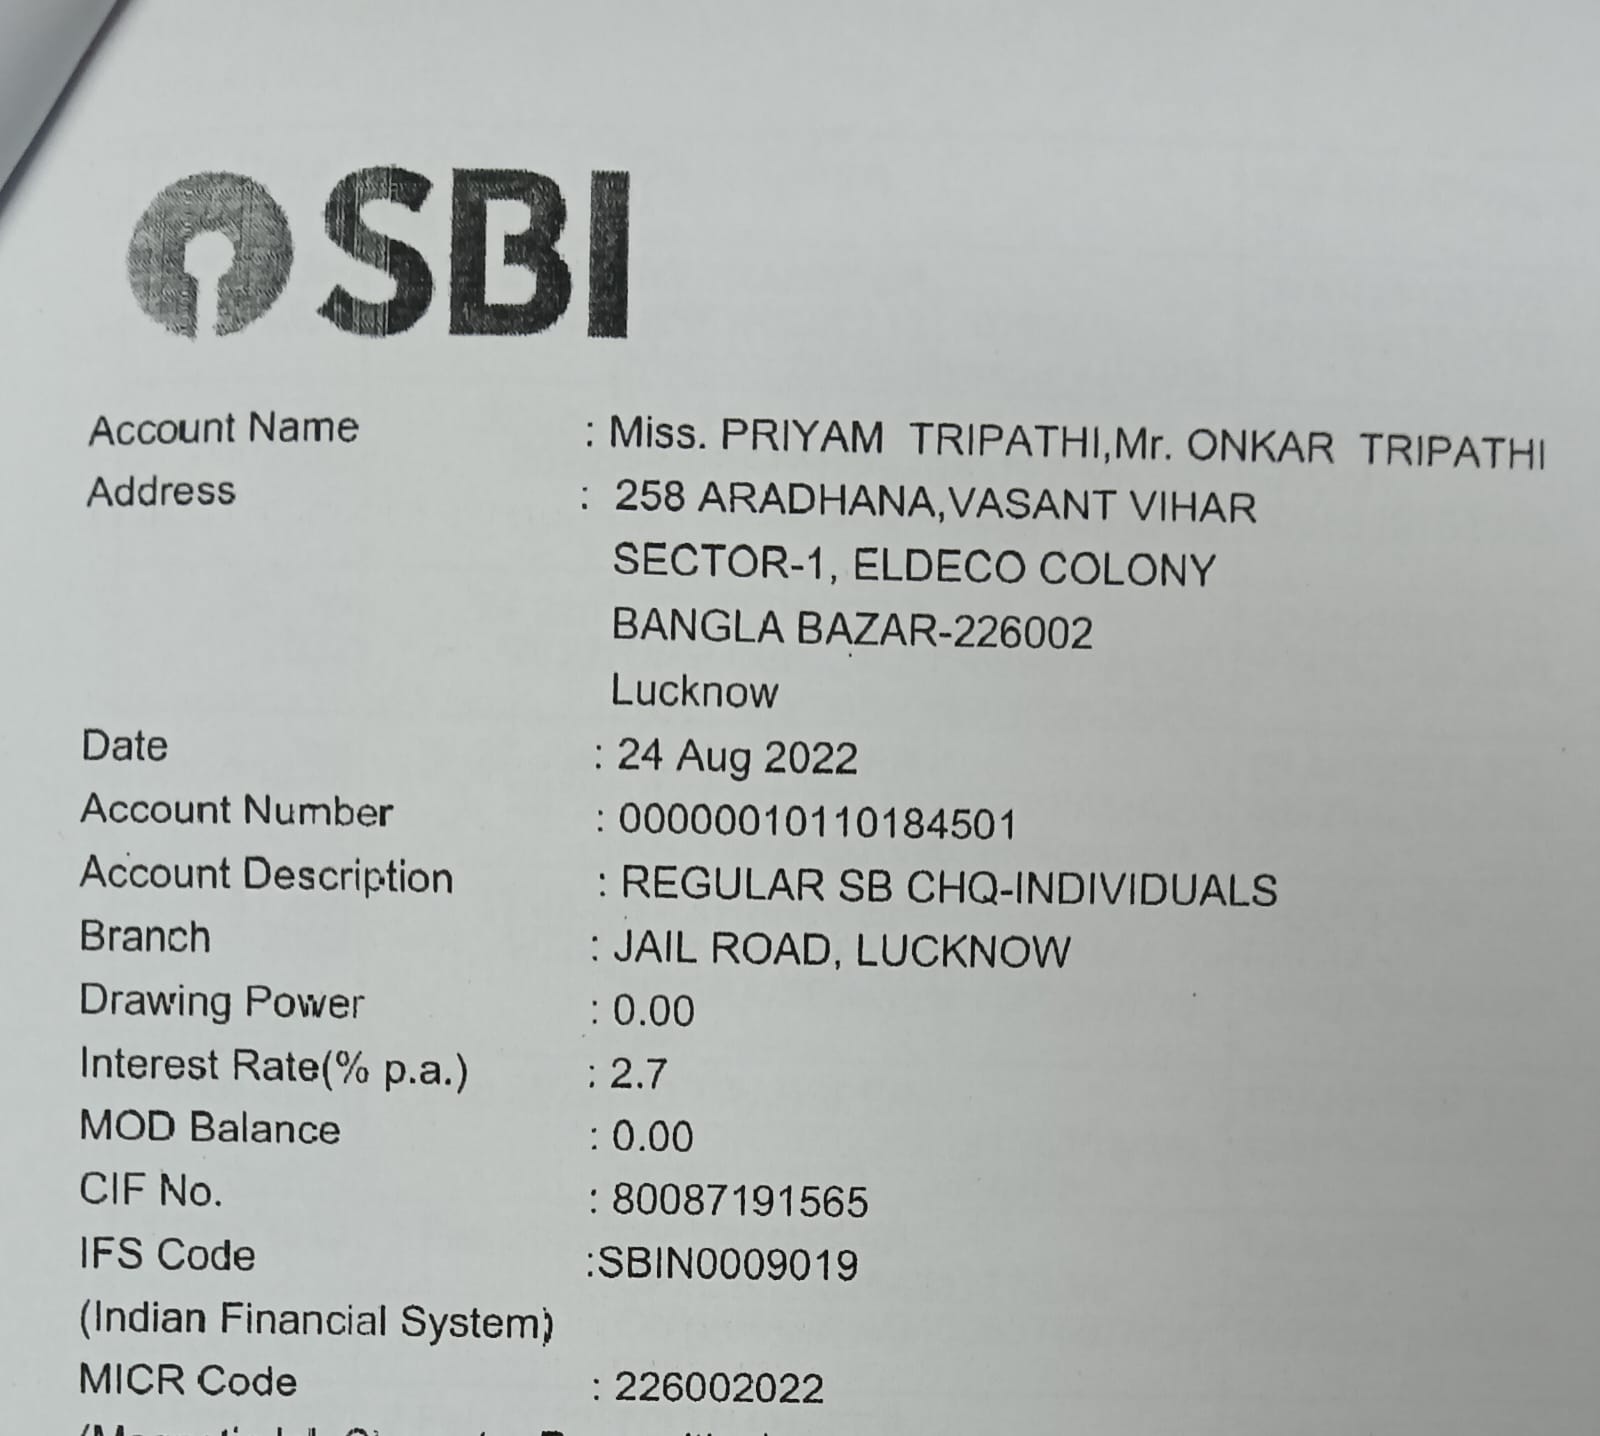 SBI
Account Name : Miss. PRIYAM TRIPATHI,Mr. ONKAR TRIPATHI
Address : 258 ARADHANA,VASANT VIHAR
SECTOR-1, ELDECO COLONY
BANGLA BAZAR-226002
Lucknow
Date : 24 Aug 2022
Account Number : 00000010110184501
Account Description : REGULAR SB CHQ-INDIVIDUALS
Branch : JAIL ROAD, LUCKNOW
Drawing Power : 0.00
Interest Rate(% p.a.) : 2.7
MOD Balance : 0.00
CIF No. : 80087191565
IFS Code :SBIN0009019
(Indian Financial System)
MICR Code : 226002022